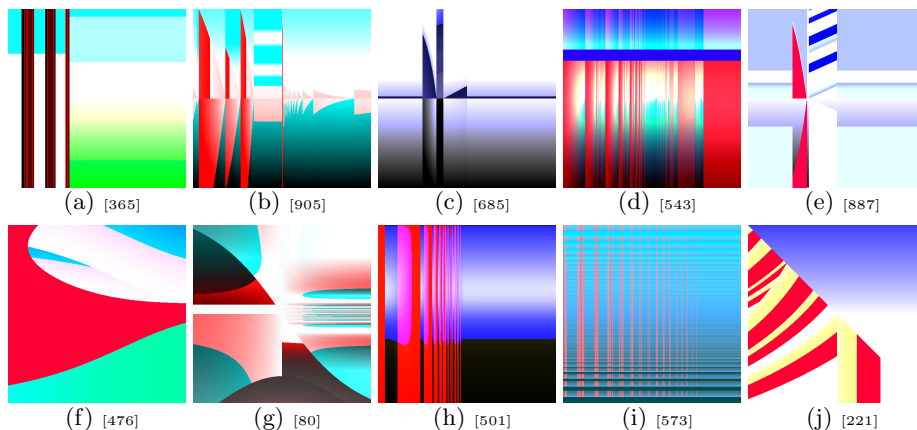 (a) [365] (b) [905] (c) [685] (d) [543] (e) [887]
(f) [476] (g) [80] (h) [501] (i) [573] (j) [221]